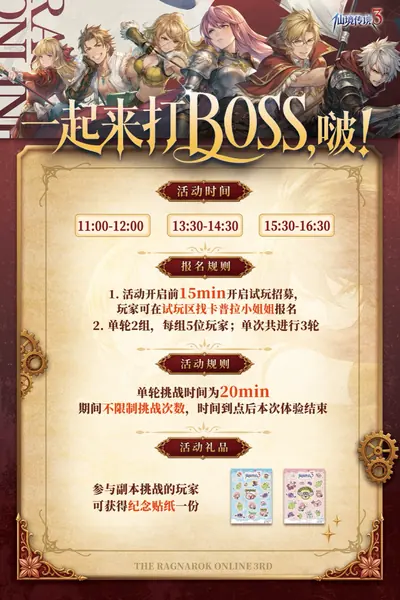 RAGNAROK
ONLINE
仙境传说3
一起来打BOSS,啵!
活动时间
11:00-12:00
13:30-14:30
15:30-16:30
报名规则
1. 活动开启前15min开启试玩招募,
玩家可在试玩区找卡普拉小姐姐报名
2. 单轮2组，每组5位玩家；单次共进行3轮
活动规则
单轮挑战时间为20min
期间不限制挑战次数，时间到点后本次体验结束
活动礼品
参与副本挑战的玩家
可获得纪念贴纸一份
THE RAGNAROK ONLINE 3RD